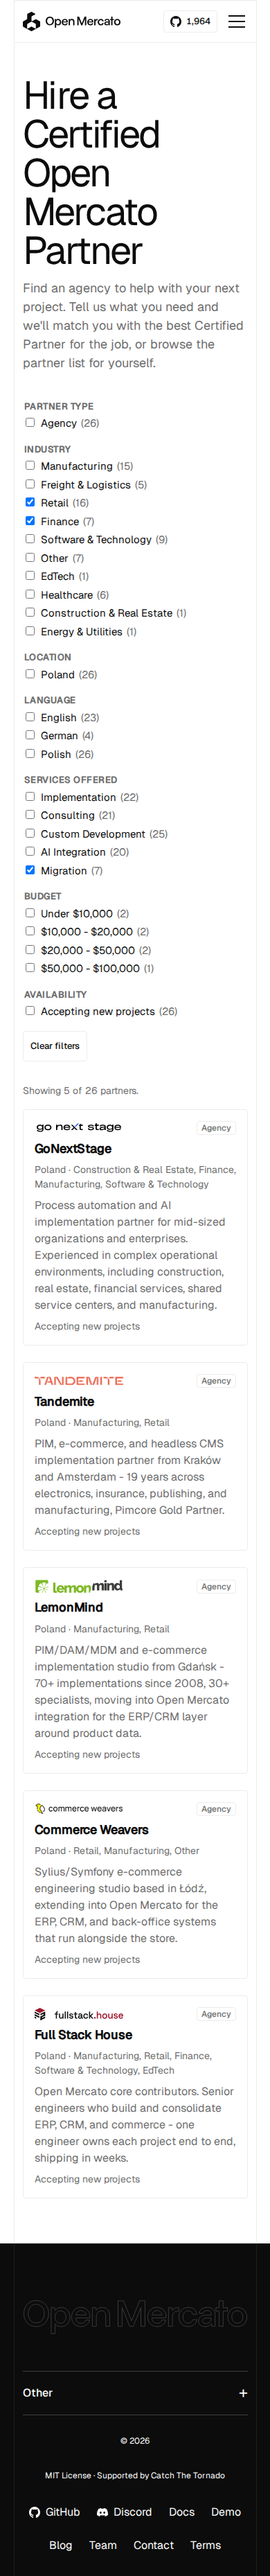 Open Mercato
1,964
Hire a
Certified
Open
Mercato
Partner
Find an agency to help with your next
project. Tell us what you need and
we'll match you with the best Certified
Partner for the job, or browse the
partner list for yourself.
PARTNER TYPE
Agency (26)
INDUSTRY
Manufacturing (15)
Freight & Logistics (5)
Retail (16)
Finance (7)
Software & Technology (9)
Other (7)
EdTech (1)
Healthcare (6)
Construction & Real Estate (1)
Energy & Utilities (1)
LOCATION
Poland (26)
LANGUAGE
English (23)
German (4)
Polish (26)
SERVICES OFFERED
Implementation (22)
Consulting (21)
Custom Development (25)
AI Integration (20)
Migration (7)
BUDGET
Under $10,000 (2)
$10,000 - $20,000 (2)
$20,000 - $50,000 (2)
$50,000 - $100,000 (1)
AVAILABILITY
Accepting new projects (26)
Clear filters
Showing 5 of 26 partners.
go next stage
Agency
GoNextStage
Poland · Construction & Real Estate, Finance,
Manufacturing, Software & Technology
Process automation and AI
implementation partner for mid-sized
organizations and enterprises.
Experienced in complex operational
environments, including construction,
real estate, financial services, shared
service centers, and manufacturing.
Accepting new projects
TANDEMITE
Agency
Tandemite
Poland · Manufacturing, Retail
PIM, e-commerce, and headless CMS
implementation partner from Kraków
and Amsterdam - 19 years across
electronics, insurance, publishing, and
manufacturing, Pimcore Gold Partner.
Accepting new projects
lemonmind
Agency
LemonMind
Poland · Manufacturing, Retail
PIM/DAM/MDM and e-commerce
implementation studio from Gdańsk -
70+ implementations since 2008, 30+
specialists, moving into Open Mercato
integration for the ERP/CRM layer
around product data.
Accepting new projects
commerce weavers
Agency
Commerce Weavers
Poland · Retail, Manufacturing, Other
Sylius/Symfony e-commerce
engineering studio based in Łódź,
extending into Open Mercato for the
ERP, CRM, and back-office systems
that run alongside the store.
Accepting new projects
fullstack.house
Agency
Full Stack House
Poland · Manufacturing, Retail, Finance,
Software & Technology, EdTech
Open Mercato core contributors. Senior
engineers who build and consolidate
ERP, CRM, and commerce - one
engineer owns each project end to end,
shipping in weeks.
Accepting new projects
Open Mercato
Other +
© 2026
MIT License · Supported by Catch The Tornado
GitHub Discord Docs Demo
Blog Team Contact Terms